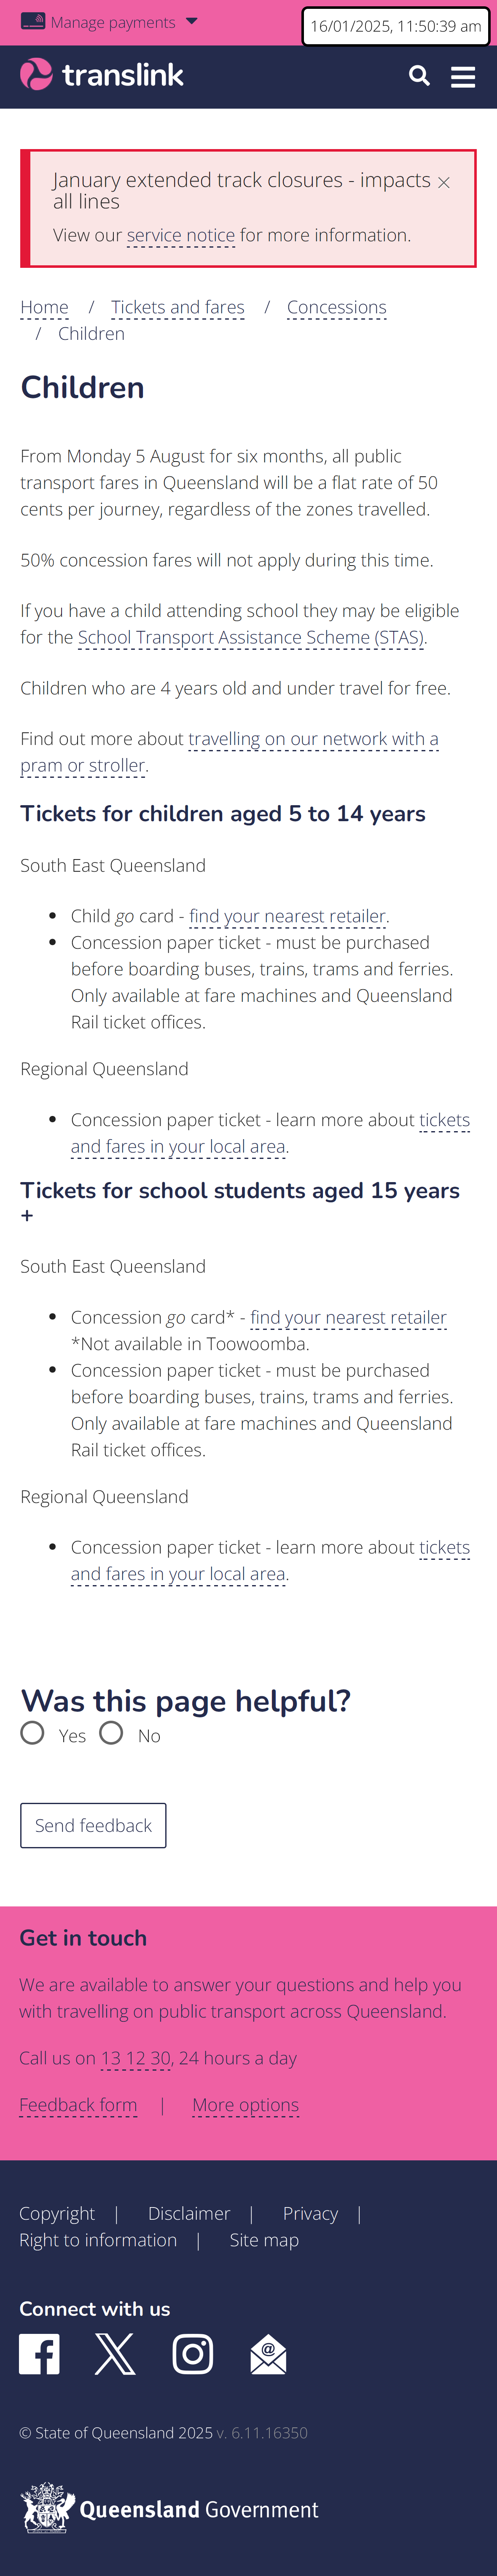 Manage payments
16/01/2025, 11:50:39 am
translink
January extended track closures - impacts
all lines
View our service notice for more information.
Home / Tickets and fares / Concessions
/ Children
Children
From Monday 5 August for six months, all public
transport fares in Queensland will be a flat rate of 50
cents per journey, regardless of the zones travelled.
50% concession fares will not apply during this time.
If you have a child attending school they may be eligible
for the School Transport Assistance Scheme (STAS).
Children who are 4 years old and under travel for free.
Find out more about travelling on our network with a
pram or stroller.
Tickets for children aged 5 to 14 years
South East Queensland
• Child go card - find your nearest retailer.
• Concession paper ticket - must be purchased
before boarding buses, trains, trams and ferries.
Only available at fare machines and Queensland
Rail ticket offices.
Regional Queensland
• Concession paper ticket - learn more about tickets
and fares in your local area.
Tickets for school students aged 15 years
+
South East Queensland
• Concession go card* - find your nearest retailer
*Not available in Toowoomba.
• Concession paper ticket - must be purchased
before boarding buses, trains, trams and ferries.
Only available at fare machines and Queensland
Rail ticket offices.
Regional Queensland
• Concession paper ticket - learn more about tickets
and fares in your local area.
Was this page helpful?
Yes No
Send feedback
Get in touch
We are available to answer your questions and help you
with travelling on public transport across Queensland.
Call us on 13 12 30, 24 hours a day
Feedback form | More options
Copyright | Disclaimer | Privacy |
Right to information | Site map
Connect with us
© State of Queensland 2025 v. 6.11.16350
Queensland Government